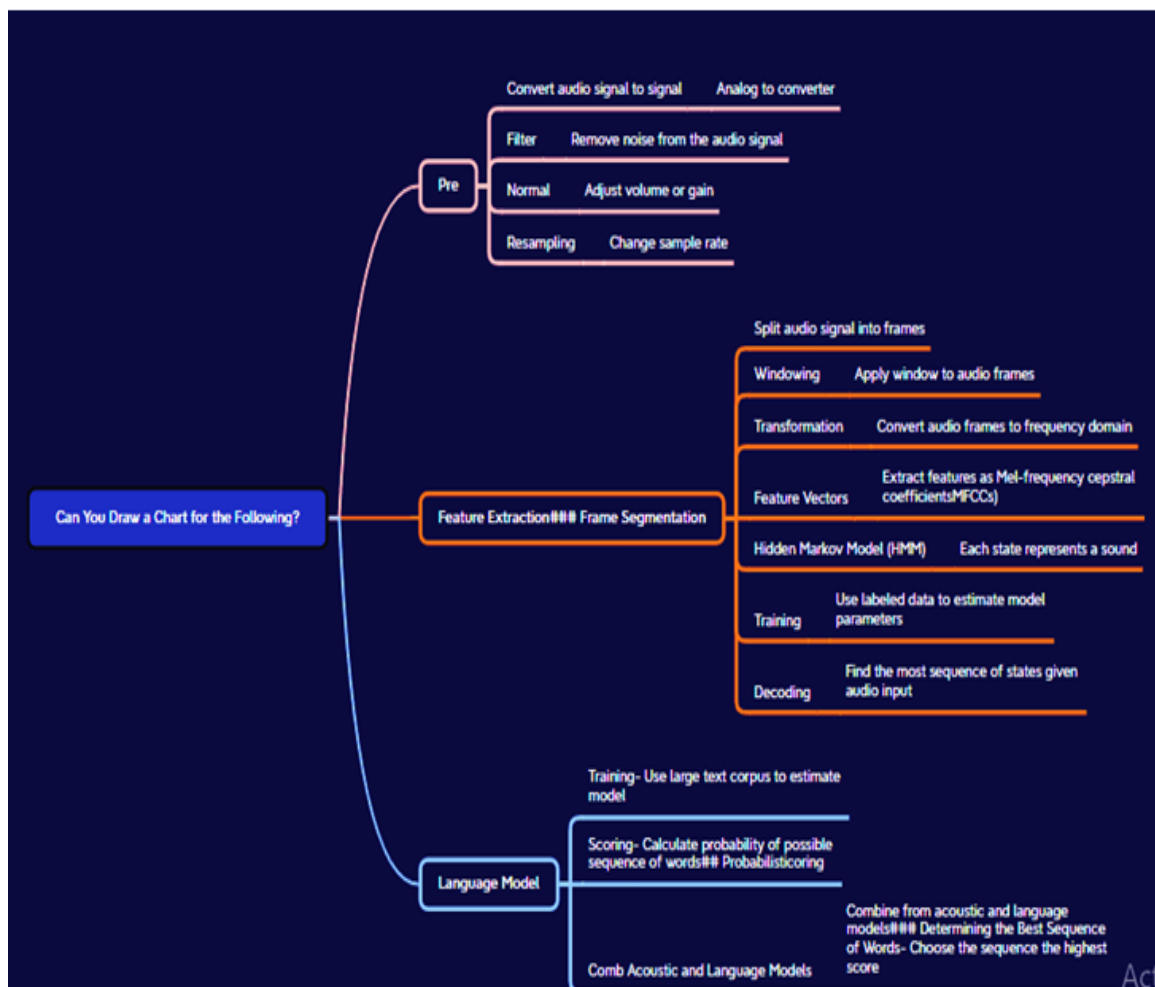 Convert audio signal to signal Analog to converter
Filter Remove noise from the audio signal
Pre
Normal Adjust volume or gain
Resampling Change sample rate
Split audio signal into frames
Windowing Apply window to audio frames
Transformation Convert audio frames to frequency domain
Extract features as Mel-frequency cepstral
coefficientsMFCCs)
Feature Vectors
Can You Draw a Chart for the Following?
Feature Extraction### Frame Segmentation
Hidden Markov Model (HMM) Each state represents a sound
Use labeled data to estimate model
parameters
Training
Find the most sequence of states given
audio input
Decoding
Training- Use large text corpus to estimate
model
Scoring- Calculate probability of possible
sequence of words## Probabilisticoring
Language Model
Combine from acoustic and language
models### Determining the Best Sequence
of Words- Choose the sequence the highest
score
Comb Acoustic and Language Models
Act